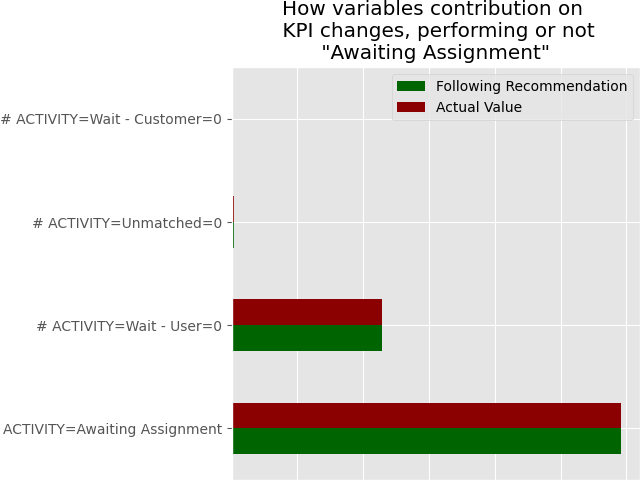 How variables contribution on
KPI changes, performing or not
"Awaiting Assignment"
Following Recommendation
Actual Value
# ACTIVITY=Wait - Customer=0
# ACTIVITY=Unmatched=0
# ACTIVITY=Wait - User=0
ACTIVITY=Awaiting Assignment